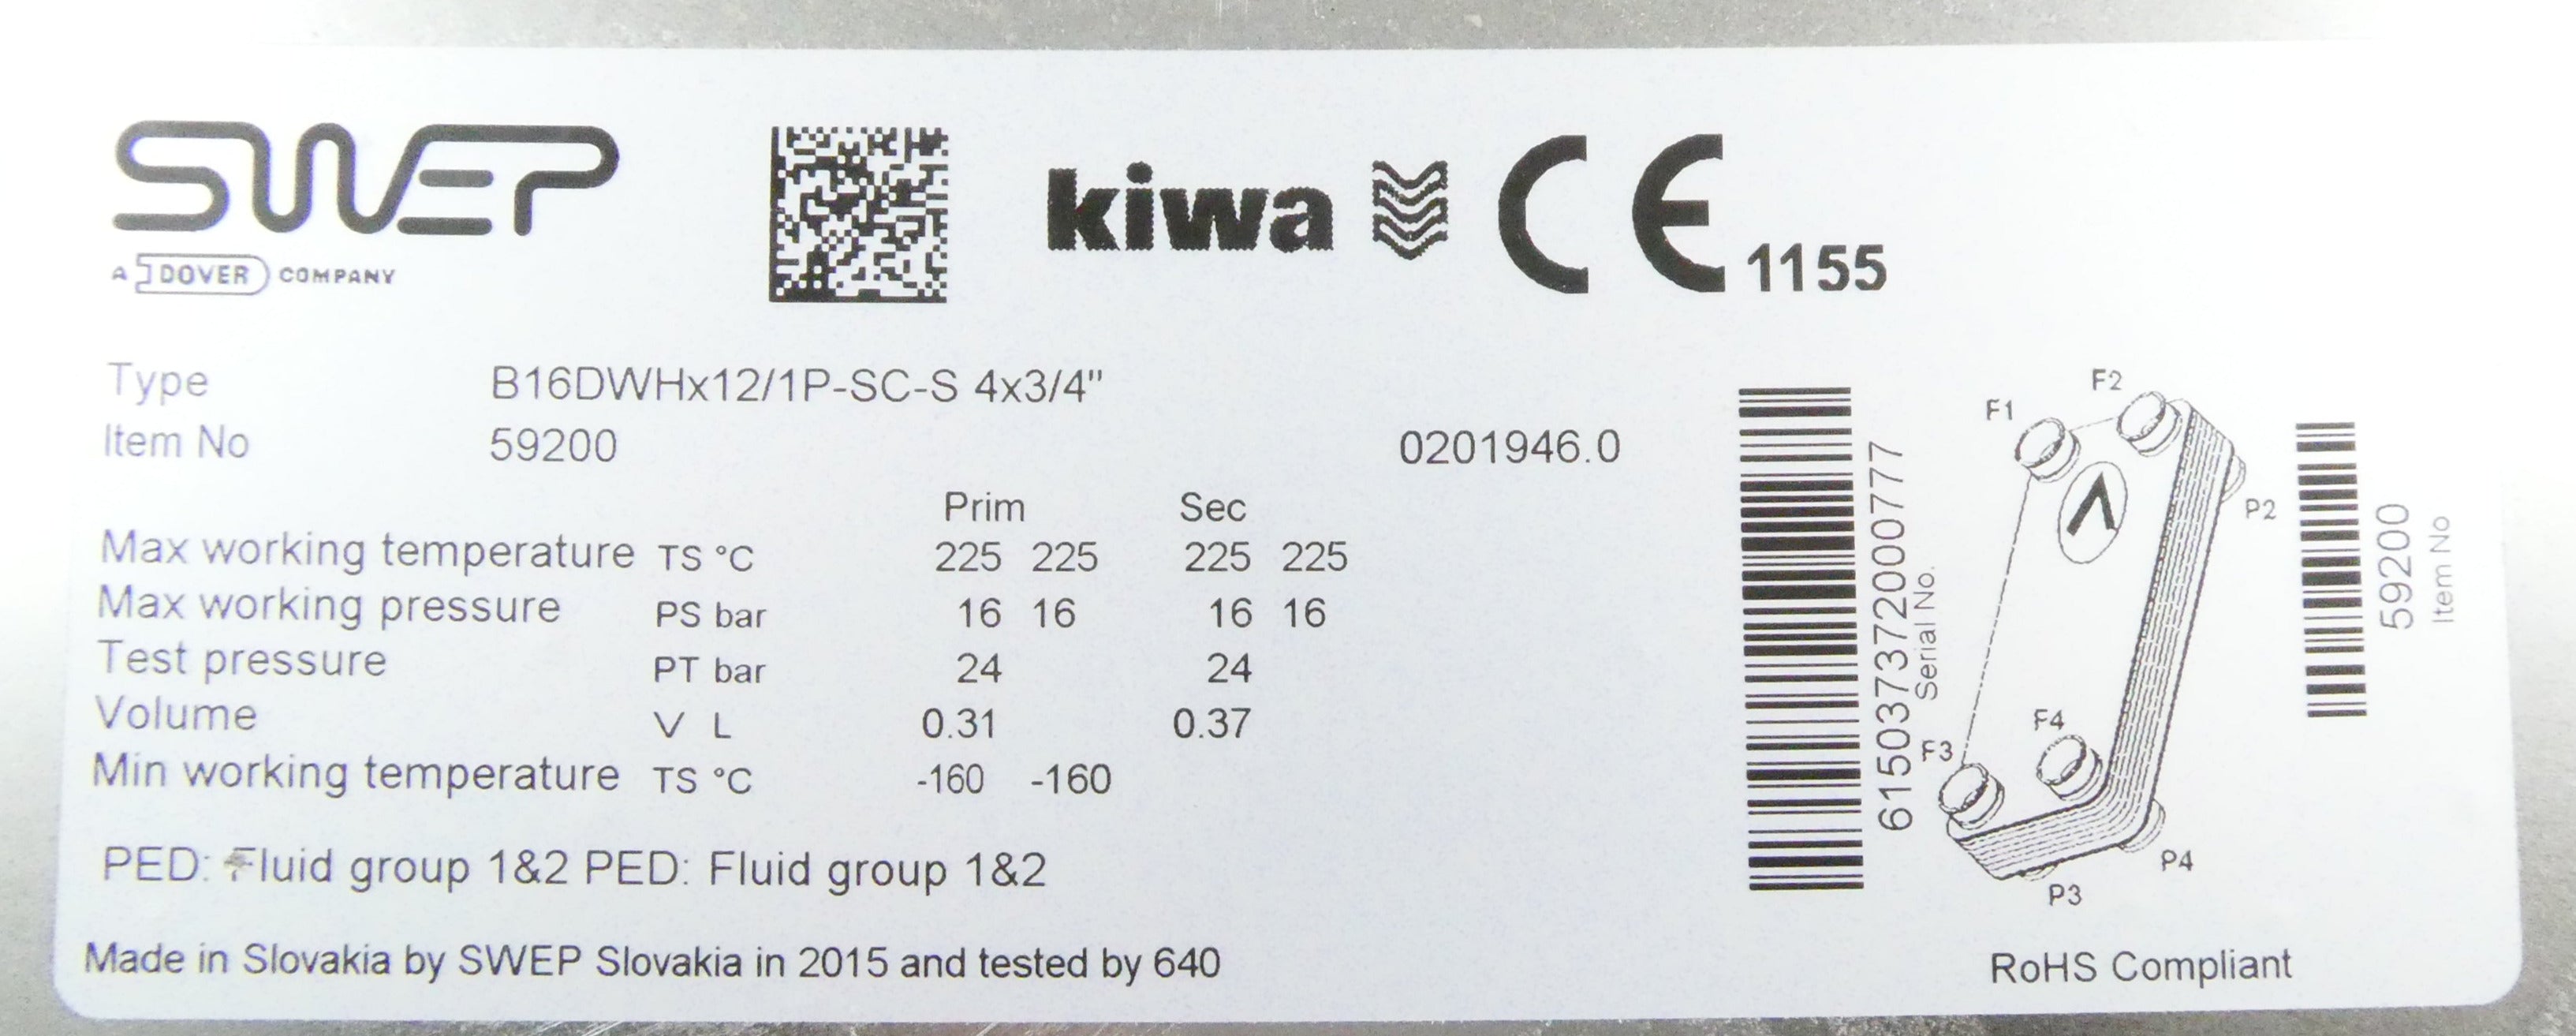 SWEP
A DOVER COMPANY
kiwa CE 1155
Type B16DWHx12/1P-SC-S 4x3/4"
Item No 59200 0201946.0
Prim Sec
Max working temperature TS °C 225 225 225 225
Max working pressure PS bar 16 16 16 16
Test pressure PT bar 24 24
Volume V L 0.31 0.37
Min working temperature TS °C -160 -160
PED: Fluid group 1&2 PED: Fluid group 1&2
Made in Slovakia by SWEP Slovakia in 2015 and tested by 640
61503737372000777
Serial No.
F1
F2
P2
F3
F4
P4
P3
59200
Item No
RoHS Compliant